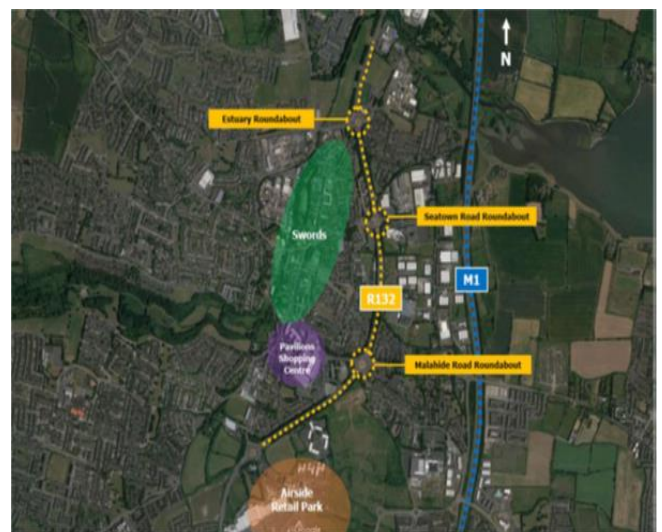 N
Estuary Roundabout
Seatown Road Roundabout
Swords
M1
R132
Pavilions
Shopping
Centre
Malahide Road Roundabout
Airside
Retail Park